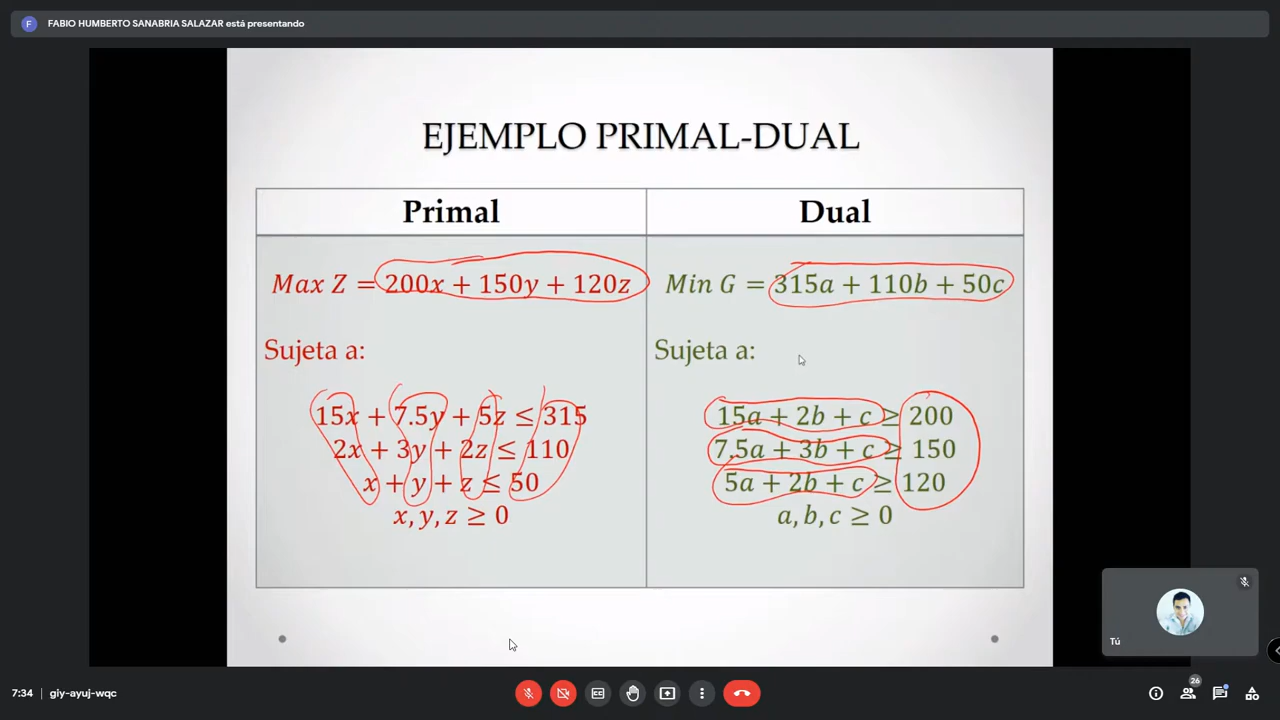 F FABIO HUMBERTO SANABRIA SALAZAR está presentando
EJEMPLO PRIMAL-DUAL
Primal
Max Z = 200x + 150y + 120z
Sujeta a:
15x + 7.5y + 5z ≤ 315
2x + 3y + 2z ≤ 110
x + y + z ≤ 50
x, y, z ≥ 0
Dual
Min G = 315a + 110b + 50c
Sujeta a:
15a + 2b + c ≥ 200
7.5a + 3b + c ≥ 150
5a + 2b + c ≥ 120
a, b, c ≥ 0
Tú
7:34 | giy-ayuj-wqc
26